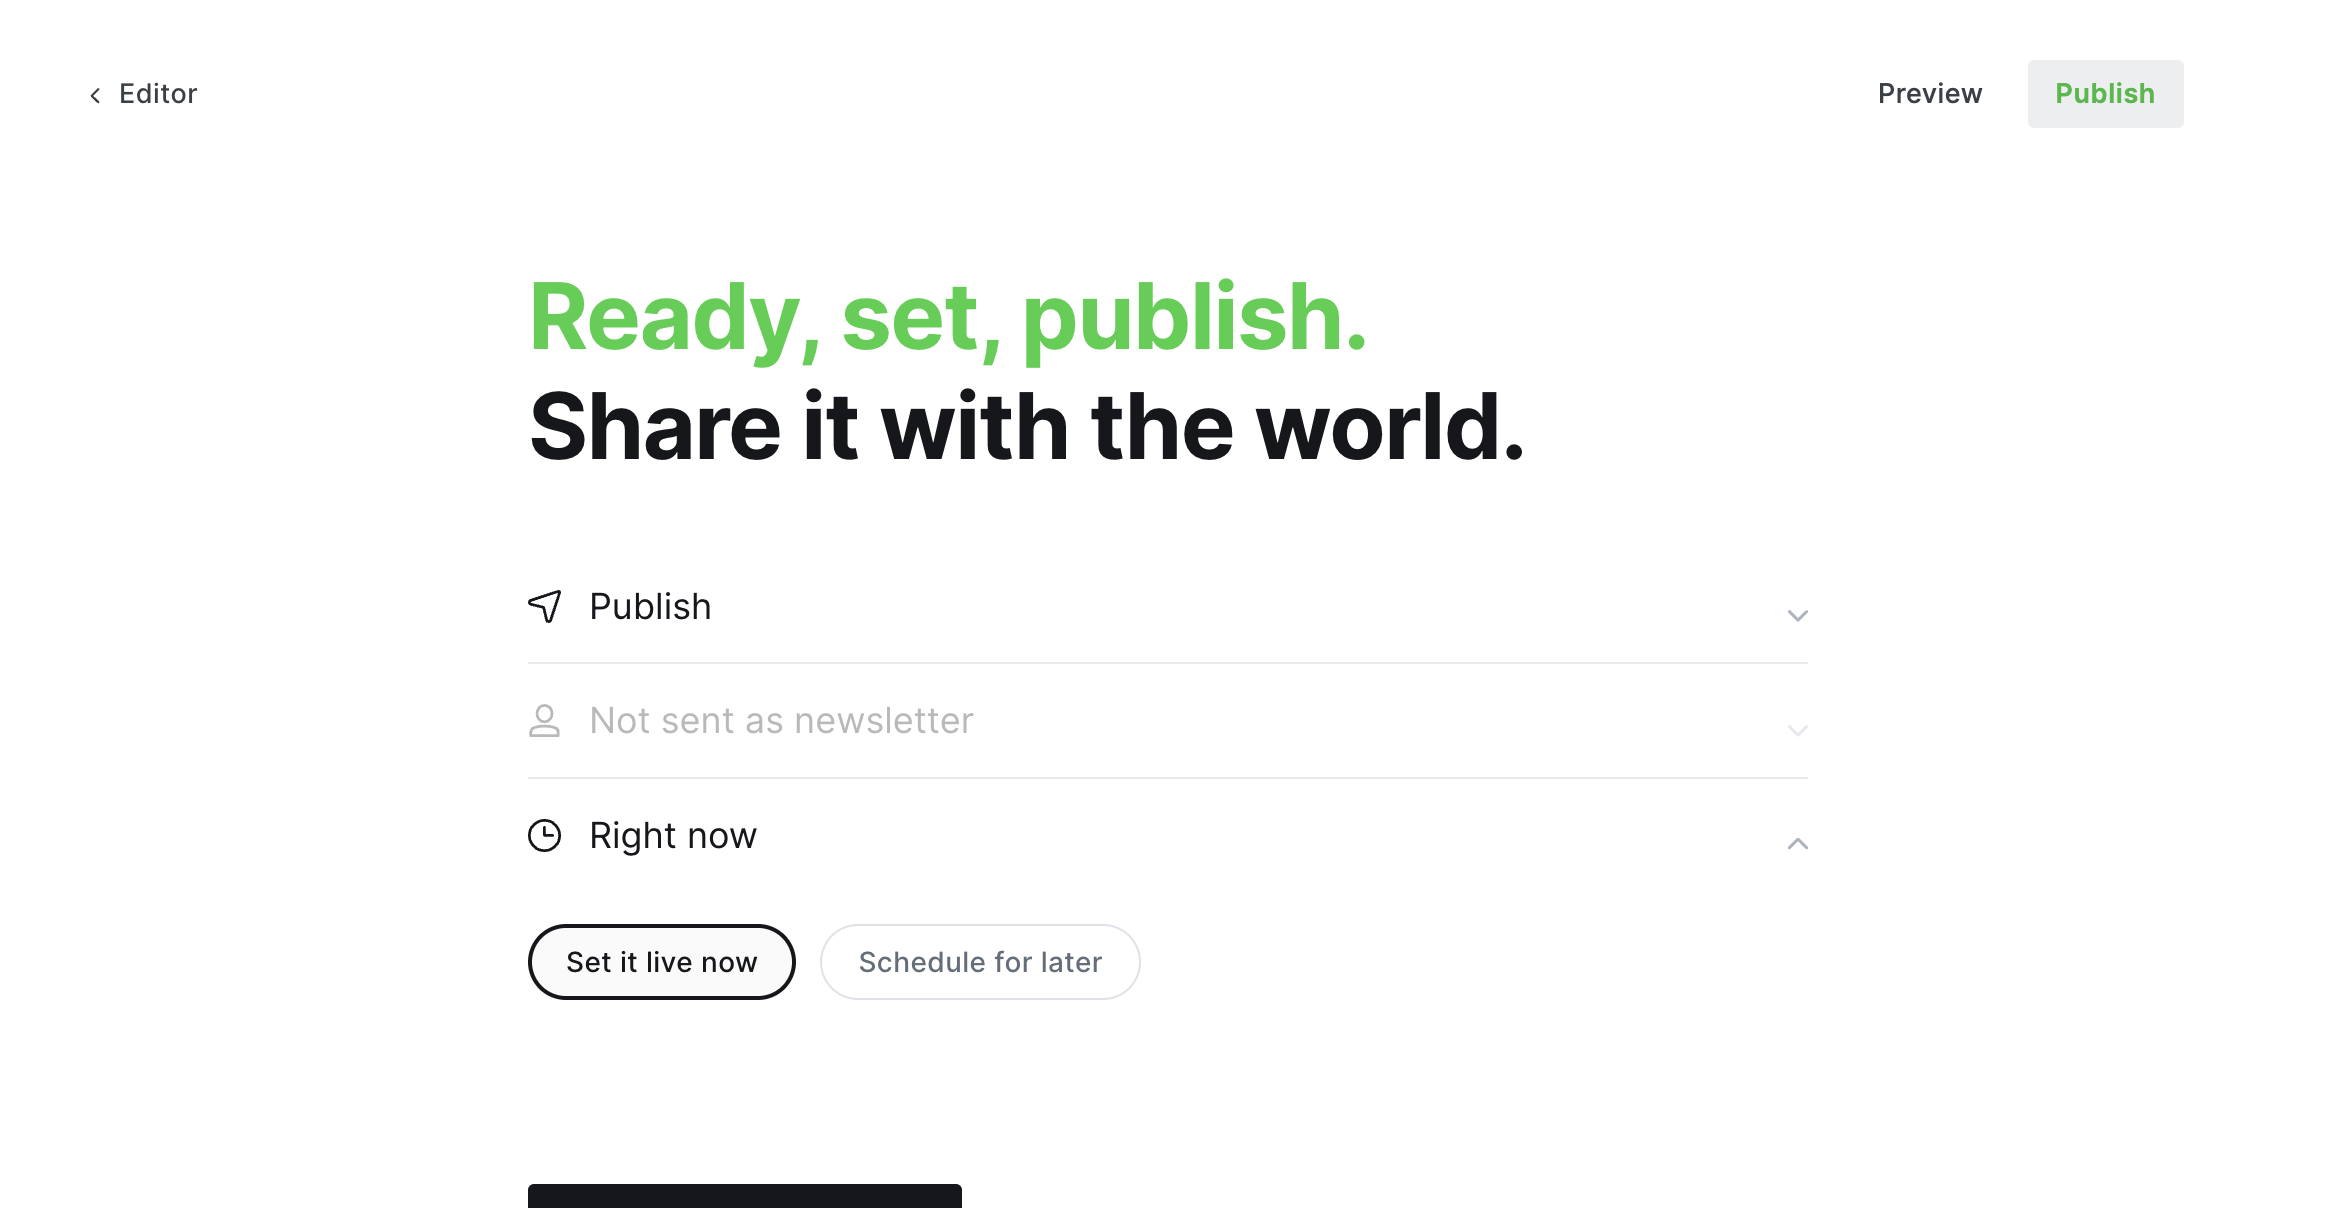 Editor
Preview
Publish
Ready, set, publish.
Share it with the world.
Publish
Not sent as newsletter
Right now
Set it live now
Schedule for later